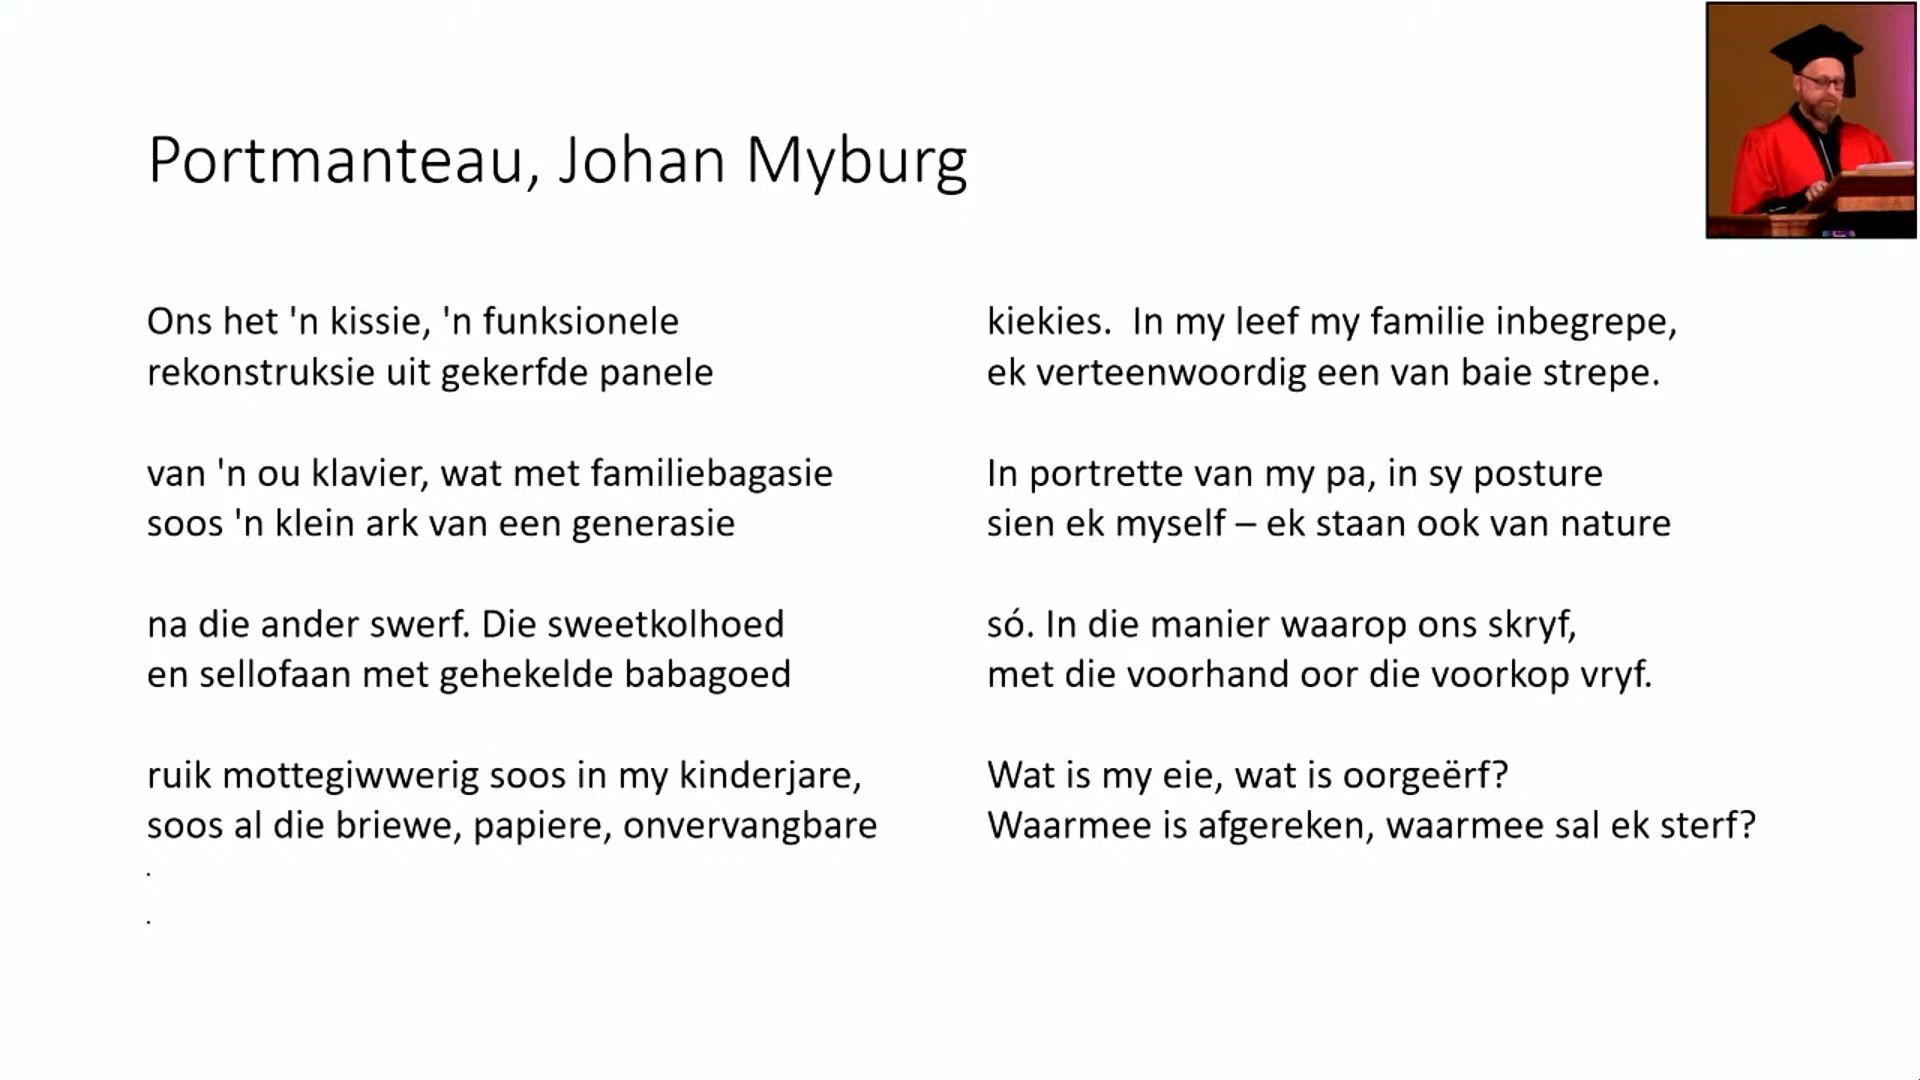 Portmanteau, Johan Myburg
Ons het 'n kissie, 'n funksionele
rekonstruksie uit gekerfde panele
van 'n ou klavier, wat met familiebagasie
soos 'n klein ark van een generasie
na die ander swerf. Die sweetkolhoed
en sellofaan met gehekelde babagoed
ruik mottegiwwerig soos in my kinderjare,
soos al die briewe, papiere, onvervangbare
.
.
kiekies.  In my leef my familie inbegrepe,
ek verteenwoordig een van baie strepe.
In portrette van my pa, in sy posture
sien ek myself – ek staan ook van nature
só. In die manier waarop ons skryf,
met die voorhand oor die voorkop vryf.
Wat is my eie, wat is oorgeërf?
Waarmee is afgereken, waarmee sal ek sterf?